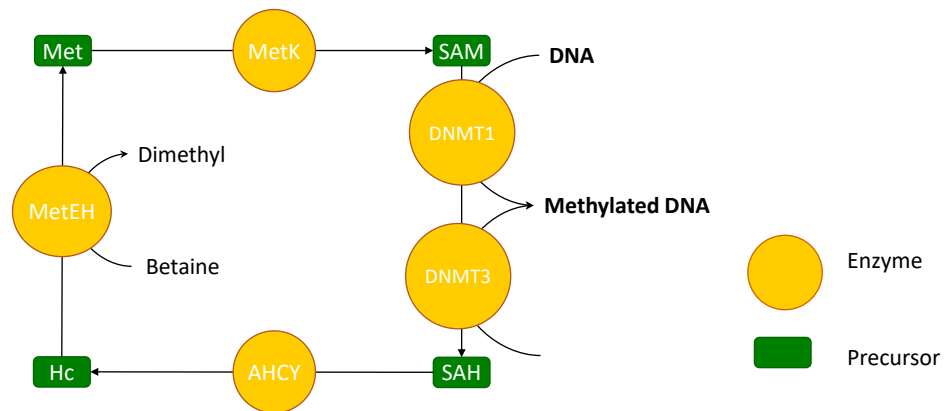 Met
MetK
SAM
DNA
DNMT1
Dimethyl
MetEH
Methylated DNA
Betaine
DNMT3
Enzyme
Hc
AHCY
SAH
Precursor